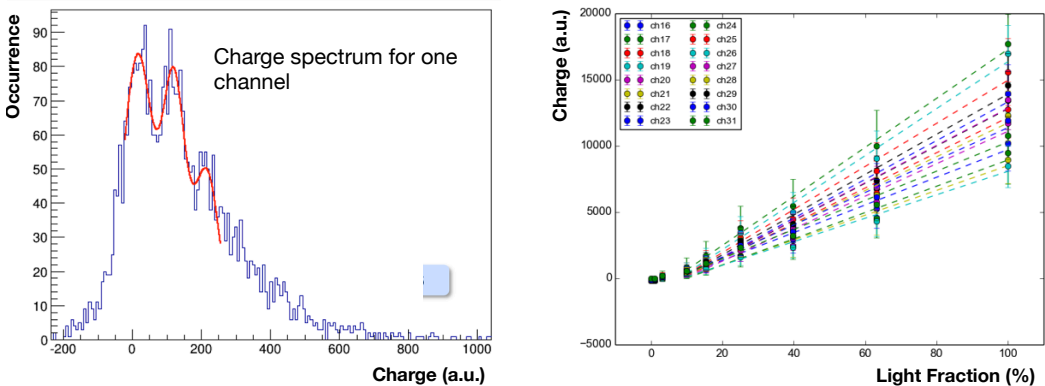 Occurrence
90
80
70
60
50
40
30
20
10
0
-200
0
200
400
600
800
1000
Charge (a.u.)
Charge spectrum for one
channel
Charge (a.u.)
20000
15000
10000
5000
0
−5000
0
20
40
60
80
100
Light Fraction (%)
ch16
ch17
ch18
ch19
ch20
ch21
ch22
ch23
ch24
ch25
ch26
ch27
ch28
ch29
ch30
ch31